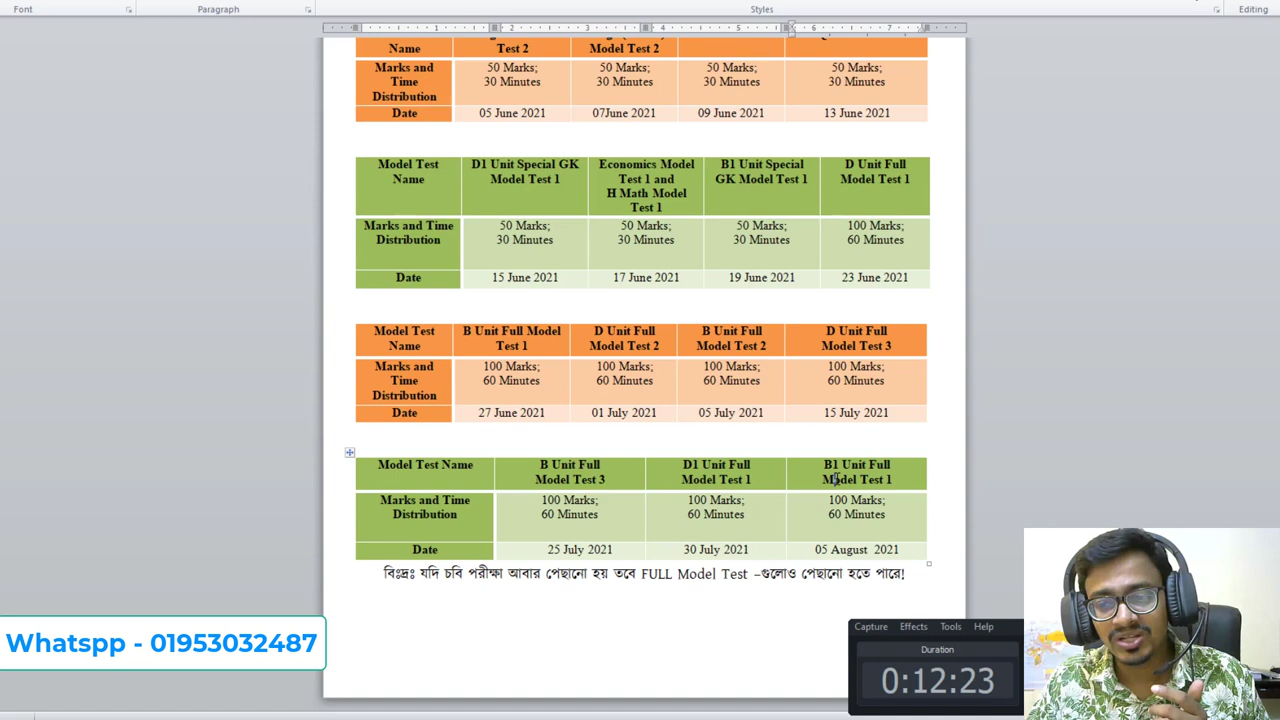 Font
Paragraph
Styles
Editing
1 2 3 4 5 6 7
Name Test 2 Model Test 2
Marks and Time Distribution
50 Marks; 30 Minutes
50 Marks; 30 Minutes
50 Marks; 30 Minutes
50 Marks; 30 Minutes
Date 05 June 2021 07June 2021 09 June 2021 13 June 2021
Model Test Name
D1 Unit Special GK Model Test 1
Economics Model Test 1 and H Math Model Test 1
B1 Unit Special GK Model Test 1
D Unit Full Model Test 1
Marks and Time Distribution
50 Marks; 30 Minutes
50 Marks; 30 Minutes
50 Marks; 30 Minutes
100 Marks; 60 Minutes
Date 15 June 2021 17 June 2021 19 June 2021 23 June 2021
Model Test Name
B Unit Full Model Test 1
D Unit Full Model Test 2
B Unit Full Model Test 2
D Unit Full Model Test 3
Marks and Time Distribution
100 Marks; 60 Minutes
100 Marks; 60 Minutes
100 Marks; 60 Minutes
100 Marks; 60 Minutes
Date 27 June 2021 01 July 2021 05 July 2021 15 July 2021
Model Test Name
B Unit Full Model Test 3
D1 Unit Full Model Test 1
B1 Unit Full Model Test 1
Marks and Time Distribution
100 Marks; 60 Minutes
100 Marks; 60 Minutes
100 Marks; 60 Minutes
Date 25 July 2021 30 July 2021 05 August 2021
বিঃদ্রঃ যদি চবি পরীক্ষা আবার পেছানো হয় তবে FULL Model Test –গুলোও পেছানো হতে পারে!
Whatspp - 01953032487
Capture Effects Tools Help
Duration
0:12:23